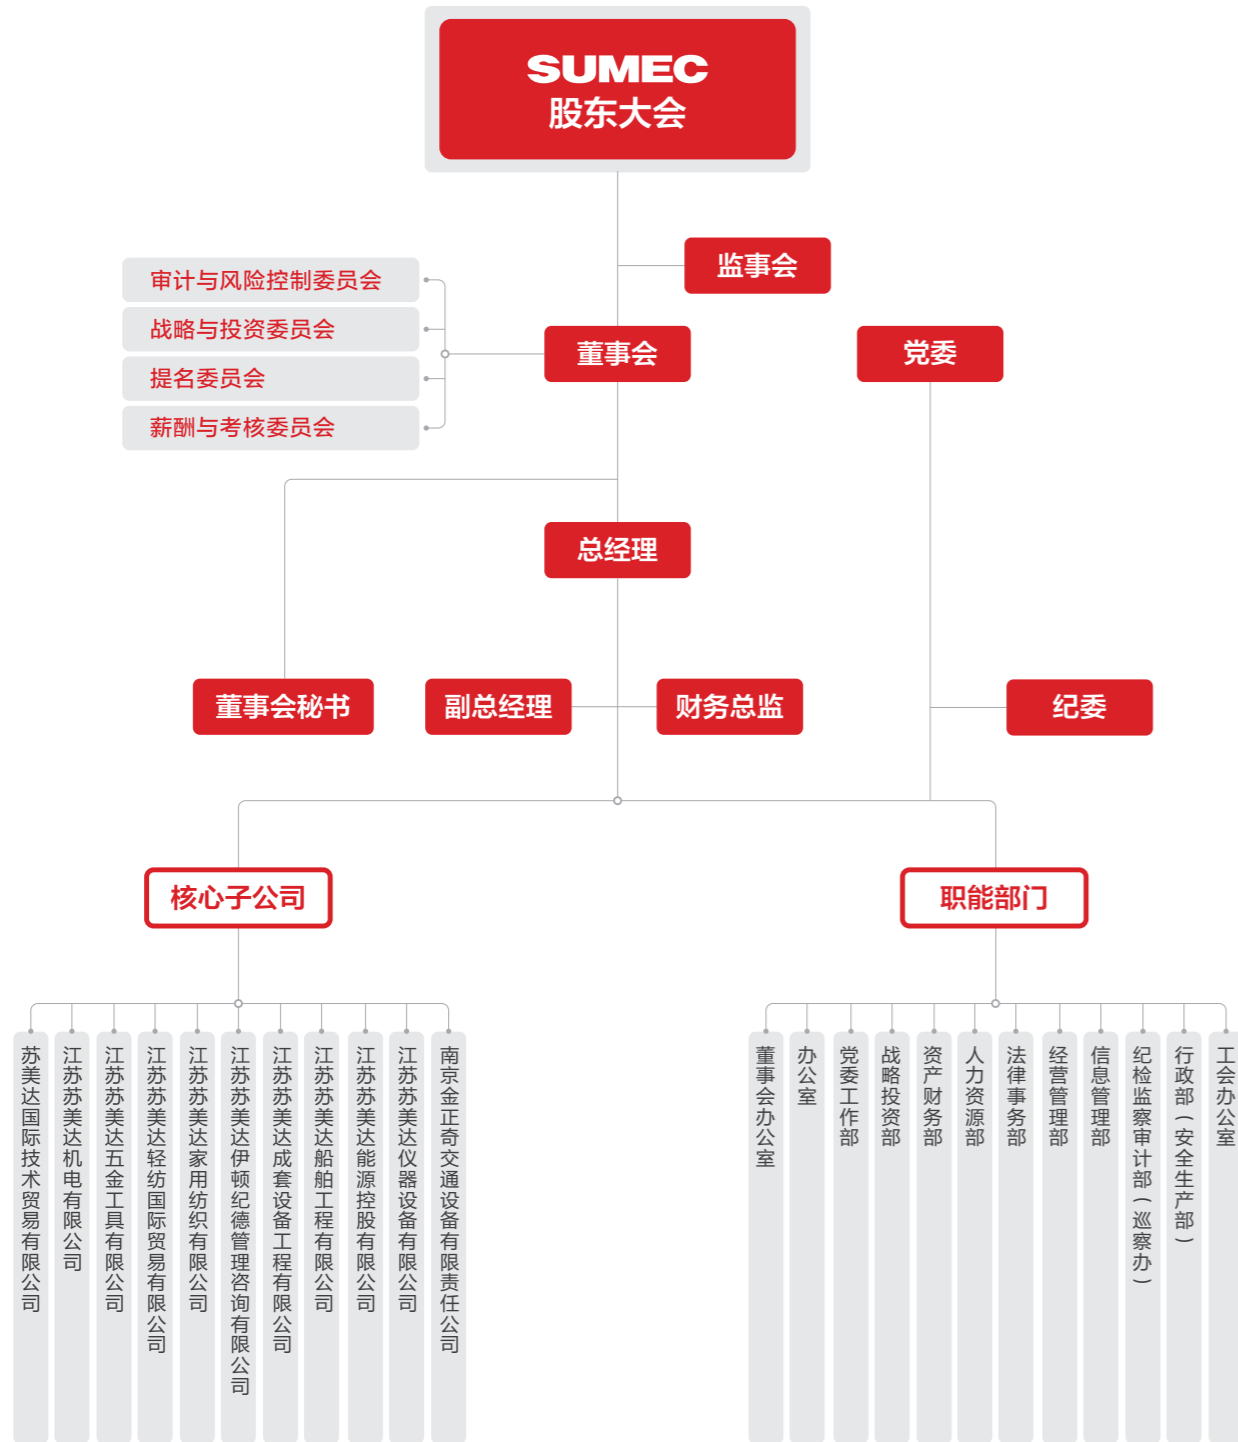 SUMEC
股东大会
监事会
审计与风险控制委员会
战略与投资委员会
提名委员会
薪酬与考核委员会
董事会
党委
总经理
董事会秘书
副总经理
财务总监
纪委
核心子公司
职能部门
苏美达国际技术贸易有限公司
江苏苏美达机电有限公司
江苏苏美达五金工具有限公司
江苏苏美达轻纺国际贸易有限公司
江苏苏美达家用纺织有限公司
江苏苏美达伊顿纪德管理咨询有限公司
江苏苏美达成套设备工程有限公司
江苏苏美达船舶工程有限公司
江苏苏美达能源控股有限公司
江苏苏美达仪器设备有限公司
南京金正奇交通设备有限责任公司
董事会办公室
办公室
党委工作部
战略投资部
资产财务部
人力资源部
法律事务部
经营管理部
信息管理部
纪检监察审计部(巡察办)
行政部(安全生产部)
工会办公室